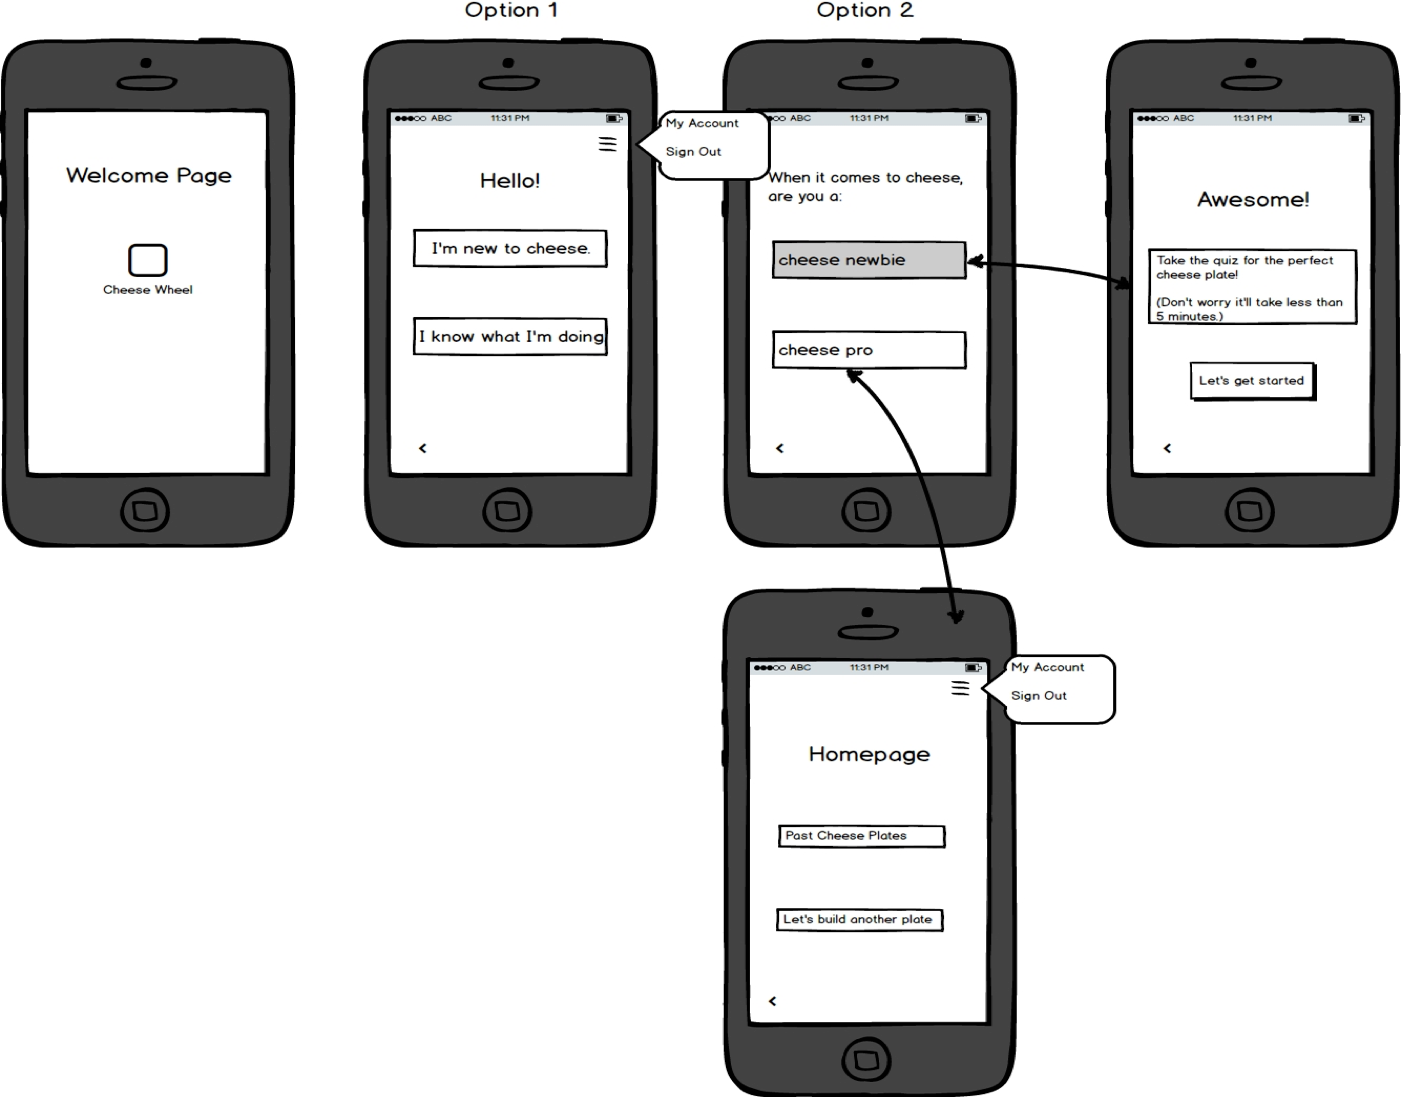 Option 1
Option 2
Welcome Page
Cheese Wheel
ABC 11:31 PM
My Account
Sign Out
Hello!
I'm new to cheese.
I know what I'm doing
<
ABC 11:31 PM
When it comes to cheese,
are you a:
cheese newbie
cheese pro
<
ABC 11:31 PM
Awesome!
Take the quiz for the perfect
cheese plate!
(Don't worry it'll take less than
5 minutes.)
Let's get started
<
ABC 11:31 PM
My Account
Sign Out
Homepage
Past Cheese Plates
Let's build another plate
<